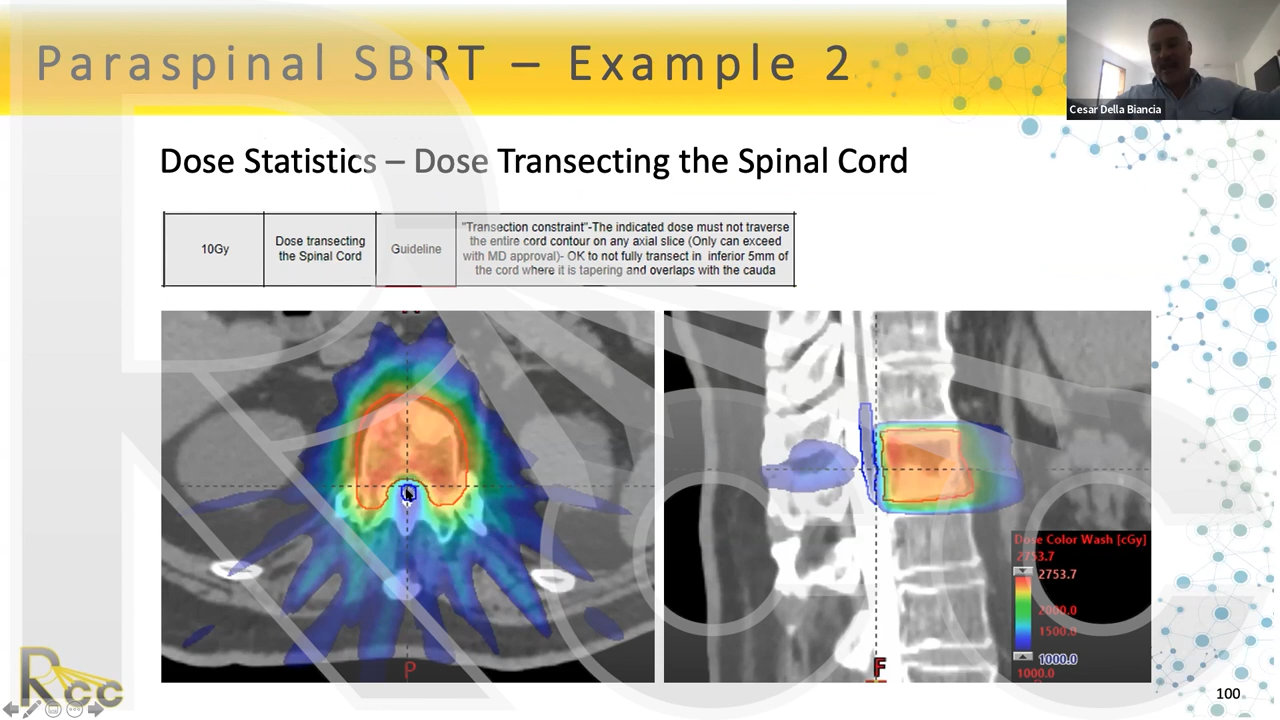 Paraspinal SBRT – Example 2
Cesar Della Biancia
Dose Statistics – Dose Transecting the Spinal Cord
10Gy
Dose transecting
the Spinal Cord
Guideline
"Transection constraint"-The indicated dose must not traverse
the entire cord contour on any axial slice (Only can exceed
with MD approval)- OK to not fully transect in inferior 5mm of
the cord where it is tapering and overlaps with the cauda
P
F
Dose Color Wash [cGy]
2753.7
2753.7
2000.0
1500.0
1000.0
1000.0
Rcc
100